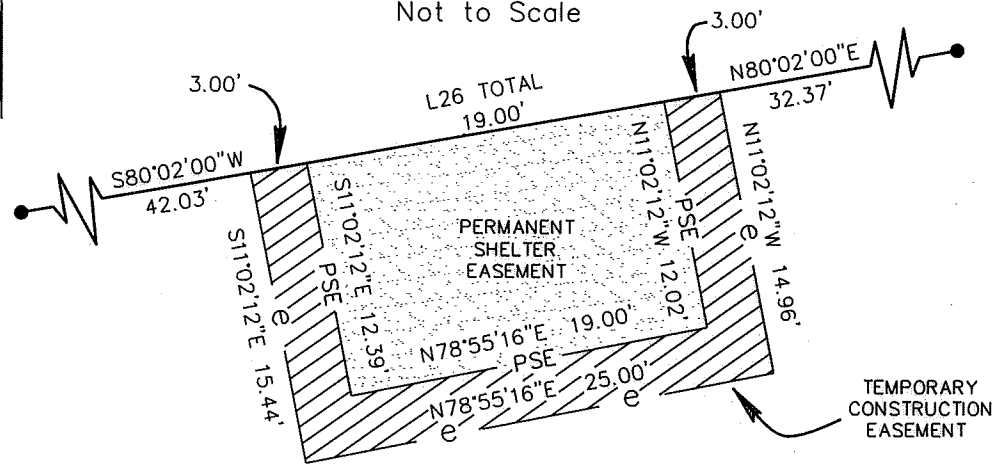 Not to Scale
3.00'
3.00'
L26 TOTAL
19.00'
N80°02'00"E
32.37'
S80°02'00"W
42.03'
S11°02'12"E 15.44'
e
S11°02'12"E 12.39'
PSE
PERMANENT
SHELTER
EASEMENT
N11°02'12"W 12.02'
PSE
N11°02'12"W 14.96'
e
N78°55'16"E 19.00'
PSE
N78°55'16"E 25.00'
e
e
TEMPORARY
CONSTRUCTION
EASEMENT